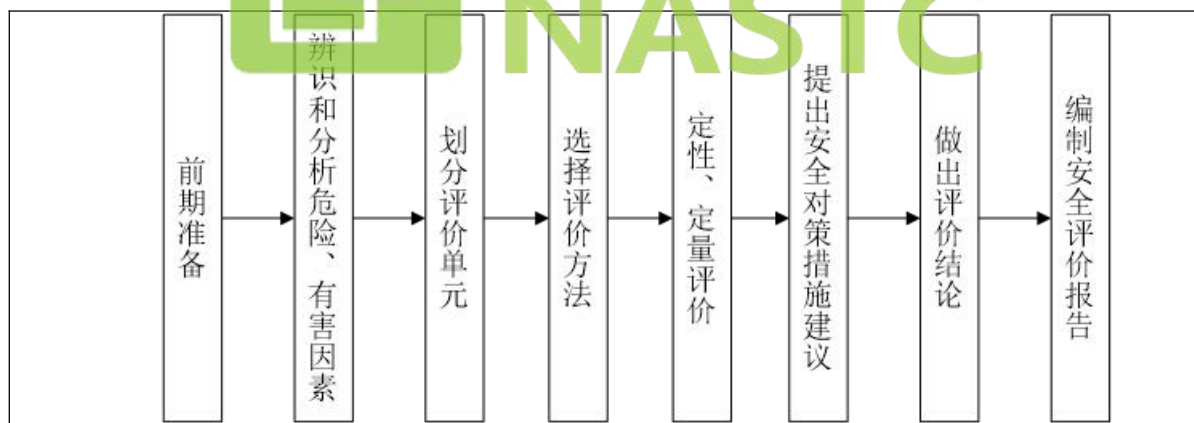 NASTC
前期准备
辨识和分析危险、有害因素
划分评价单元
选择评价方法
定性、定量评价
提出安全对策措施建议
做出评价结论
编制安全评价报告